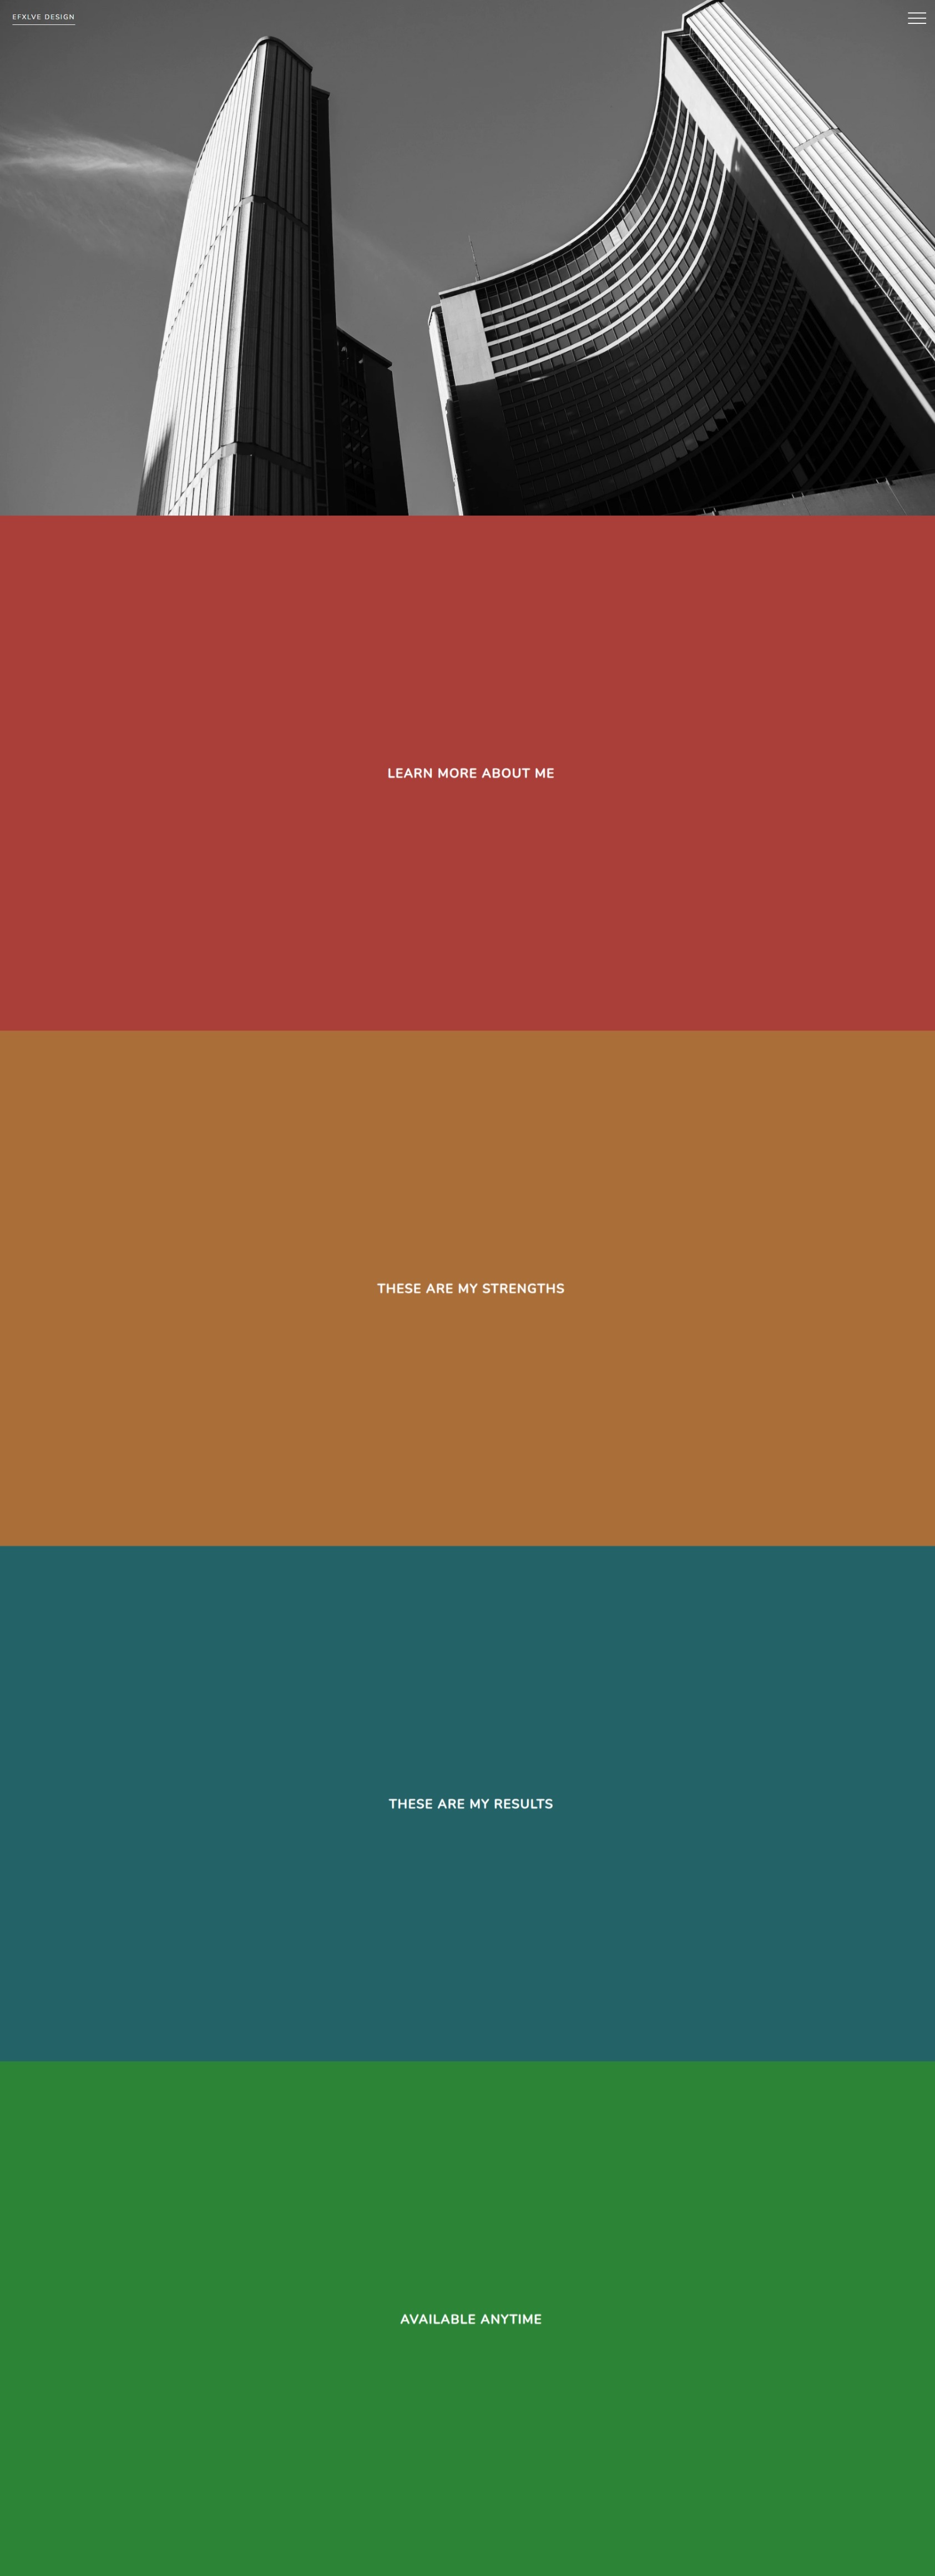 EFXLVE DESIGN
LEARN MORE ABOUT ME
THESE ARE MY STRENGTHS
THESE ARE MY RESULTS
AVAILABLE ANYTIME